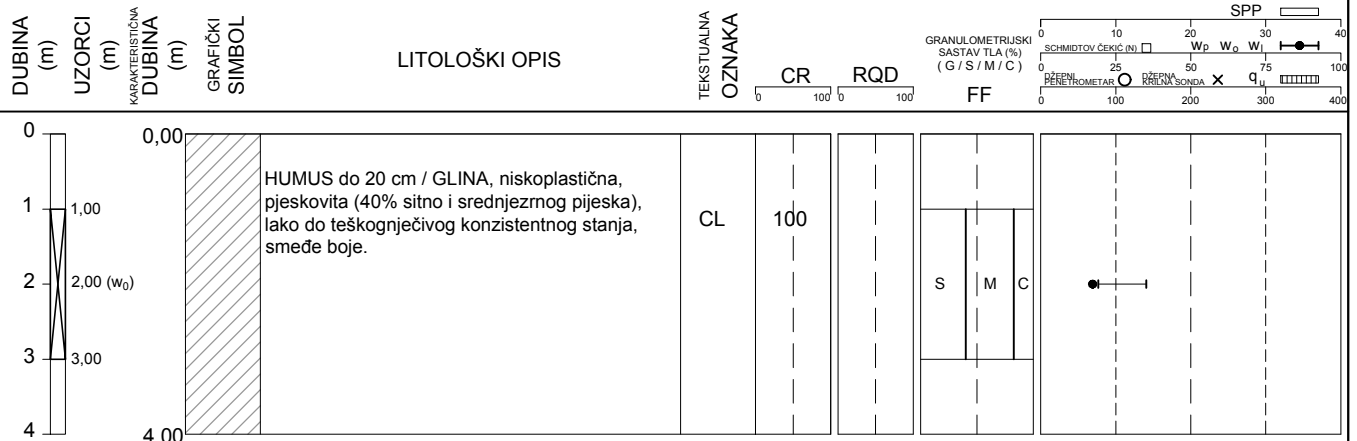 DUBINA
(m)
UZORCI
(m)
KARAKTERISTIČNA
DUBINA
(m)
GRAFIČKI
SIMBOL
LITOLOŠKI OPIS
TEKSTUALNA
OZNAKA
CR
0 100
RQD
0 100
GRANULOMETRIJSKI
SASTAV TLA (%)
( G / S / M / C )
FF
SPP
0 10 20 30 40
SCHMIDTOV ČEKIĆ (N)
wP wo wl
0 25 50 75 100
DŽEPNI
PENETROMETAR
DŽEPNA
KRILNA SONDA
qu
0 100 200 300 400
0
0,00
HUMUS do 20 cm / GLINA, niskoplastična,
pjeskovita (40% sitno i srednjezrnog pijeska),
lako do teškognječivog konzistentnog stanja,
smeđe boje.
1
1,00
CL
100
2
2,00 (w0)
S
M
C
3
3,00
4
4,00